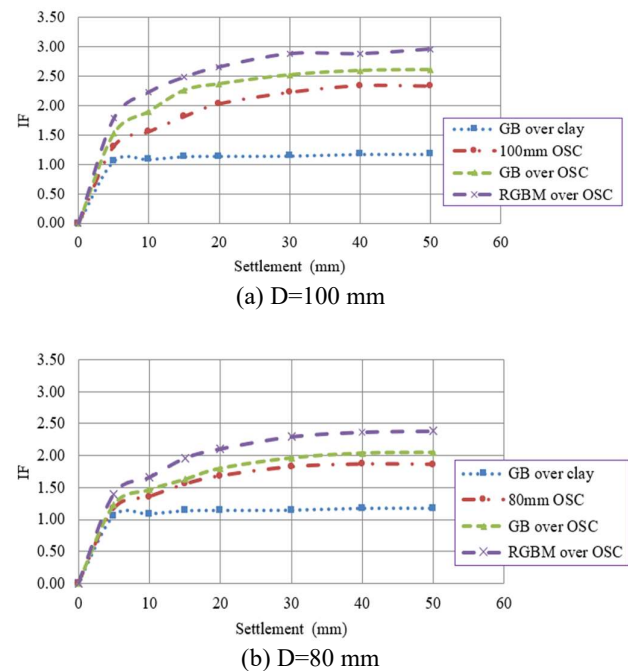 3.50
3.00
2.50
2.00
1.50
1.00
0.50
0.00
IF
0 10 20 30 40 50 60
Settlement (mm)
GB over clay
100mm OSC
GB over OSC
RGBM over OSC
(a) D=100 mm
3.50
3.00
2.50
2.00
1.50
1.00
0.50
0.00
IF
0 10 20 30 40 50 60
Settlement (mm)
GB over clay
80mm OSC
GB over OSC
RGBM over OSC
(b) D=80 mm